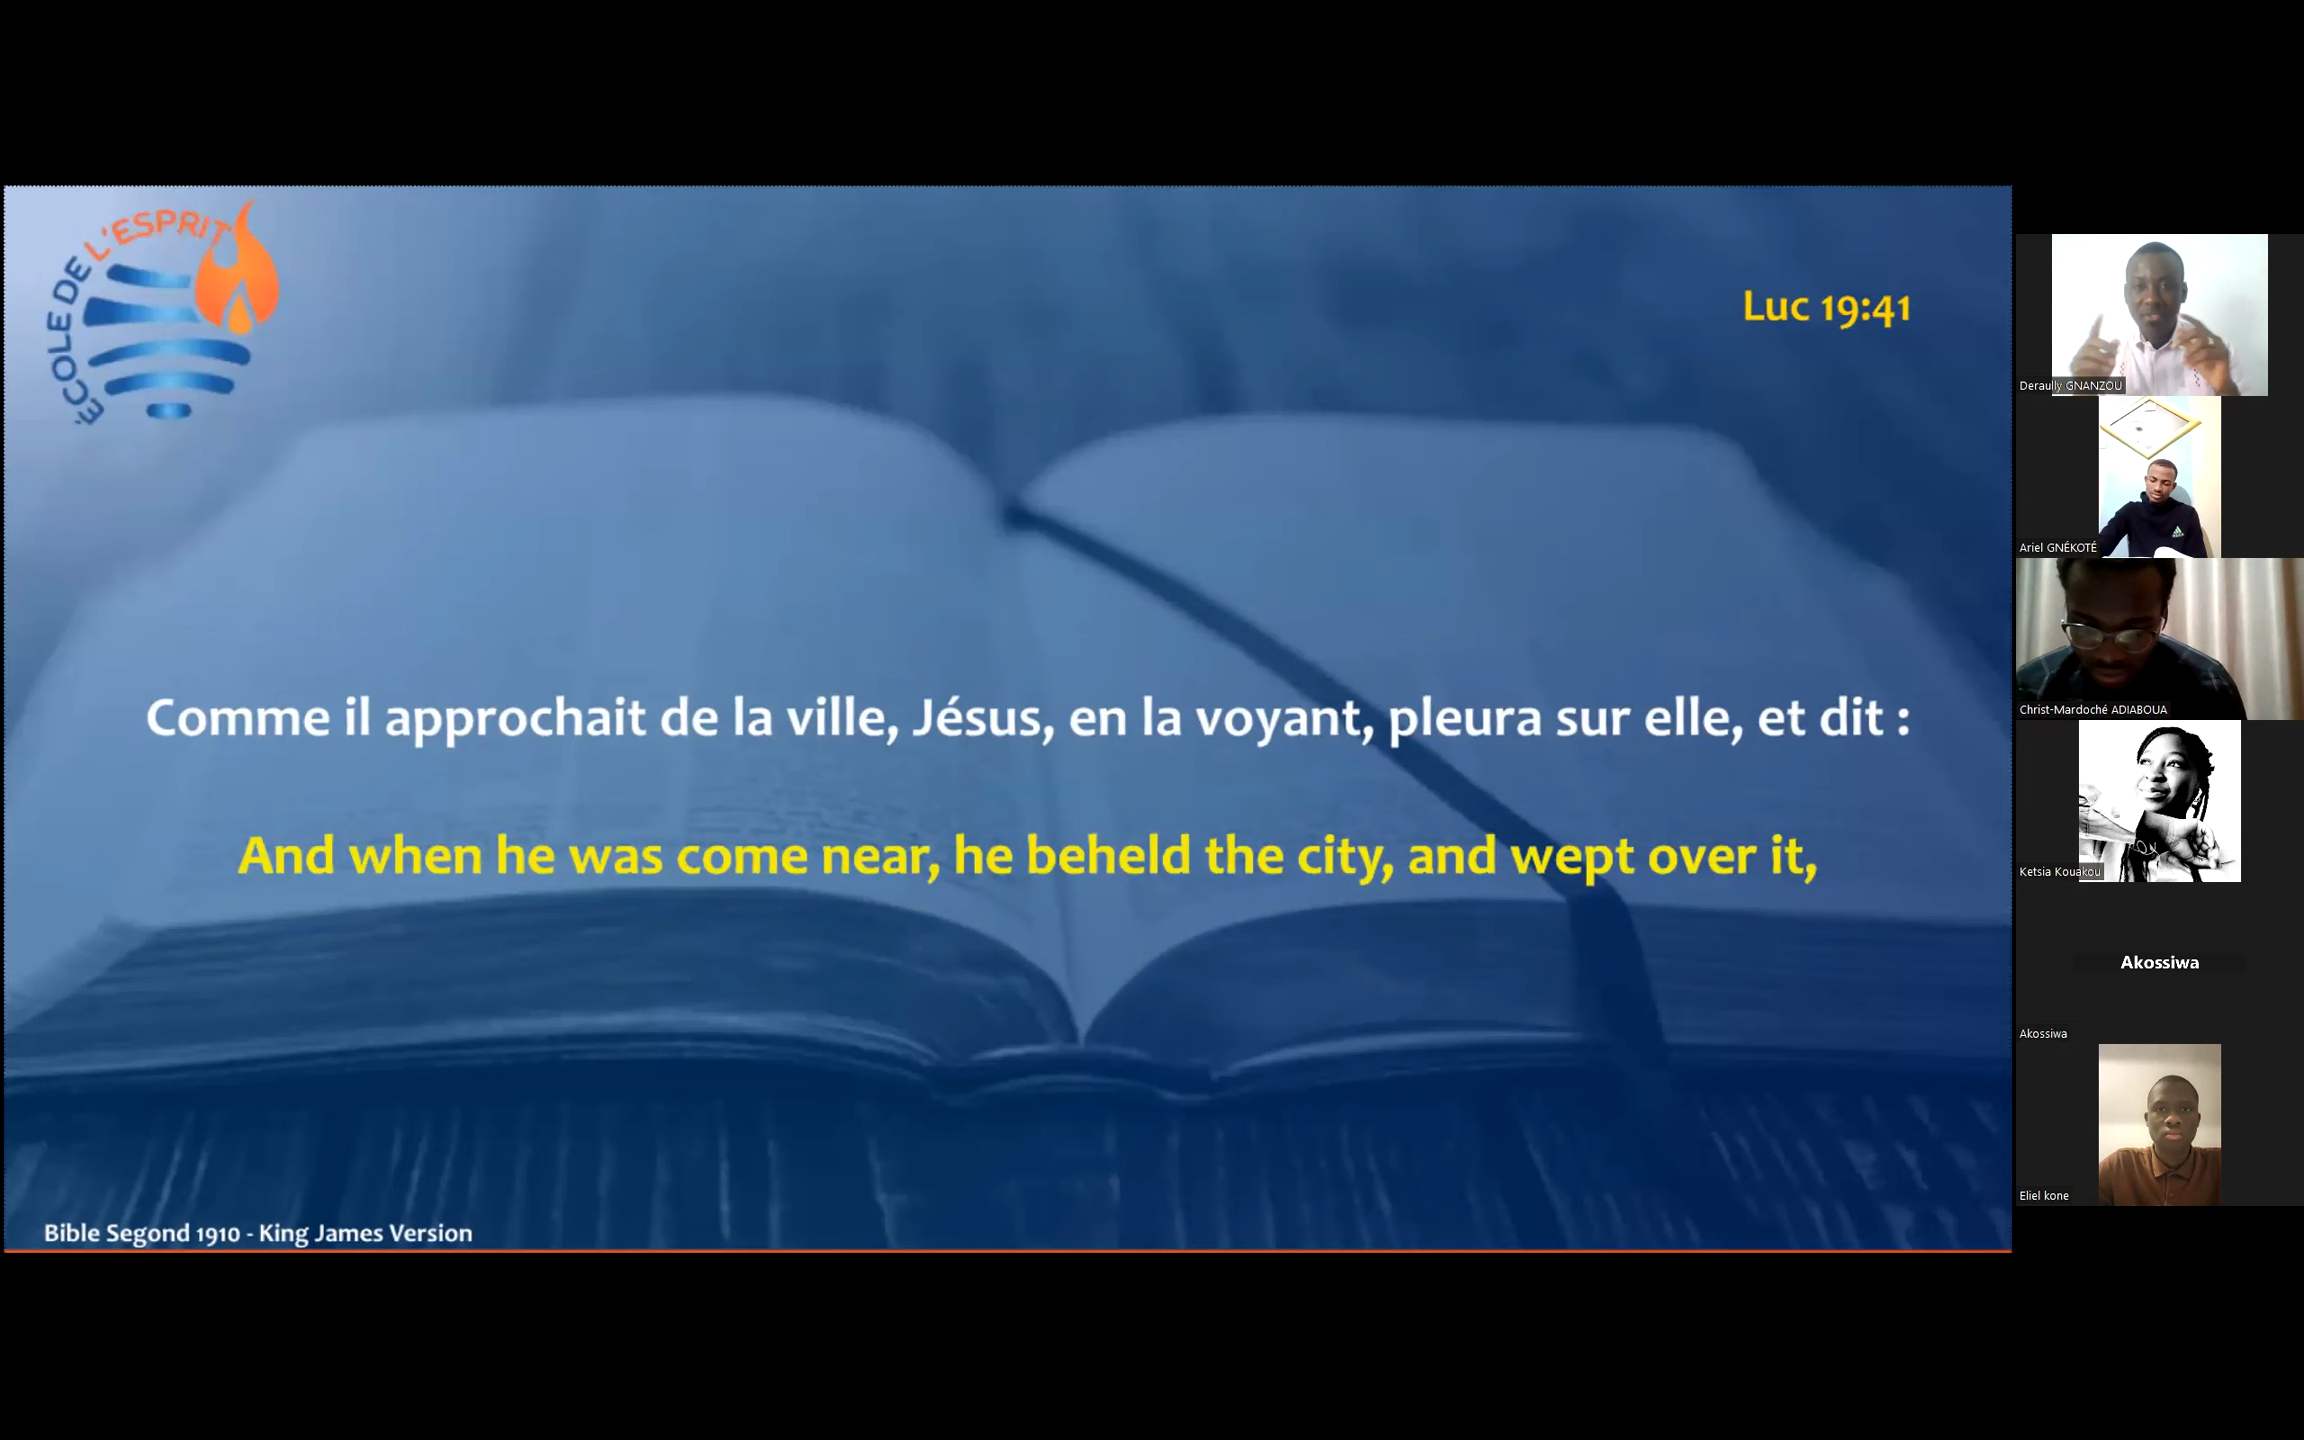 ÉCOLE DE L'ESPRIT
Luc 19:41
Comme il approchait de la ville, Jésus, en la voyant, pleura sur elle, et dit :
And when he was come near, he beheld the city, and wept over it,
Bible Segond 1910 - King James Version
Deraully GNANZOU
Ariel GNÉKOTÉ
Christ-Mardoché ADIABOUA
Ketsia Kouakou
Akossiwa
Akossiwa
Eliel kone